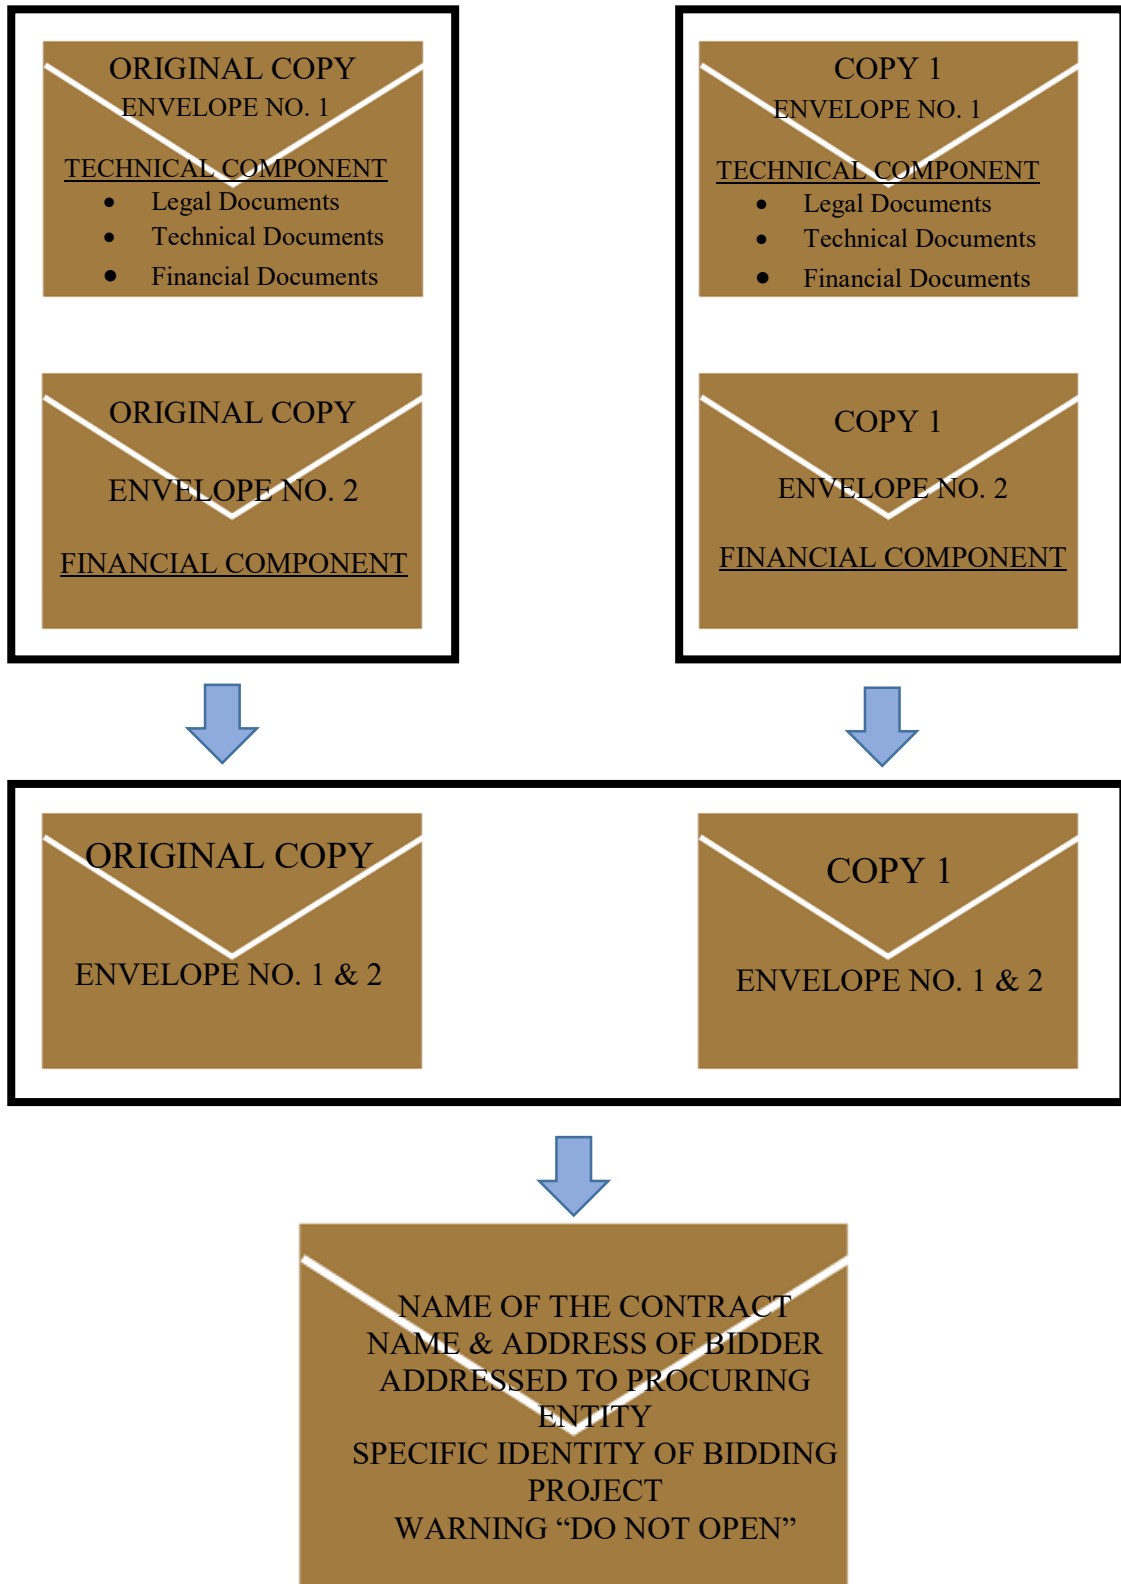 ORIGINAL COPY
ENVELOPE NO. 1
TECHNICAL COMPONENT
• Legal Documents
• Technical Documents
• Financial Documents
COPY 1
ENVELOPE NO. 1
TECHNICAL COMPONENT
• Legal Documents
• Technical Documents
• Financial Documents
ORIGINAL COPY
ENVELOPE NO. 2
FINANCIAL COMPONENT
COPY 1
ENVELOPE NO. 2
FINANCIAL COMPONENT
ORIGINAL COPY
ENVELOPE NO. 1 & 2
COPY 1
ENVELOPE NO. 1 & 2
NAME OF THE CONTRACT
NAME & ADDRESS OF BIDDER
ADDRESSED TO PROCURING
ENTITY
SPECIFIC IDENTITY OF BIDDING
PROJECT
WARNING “DO NOT OPEN”